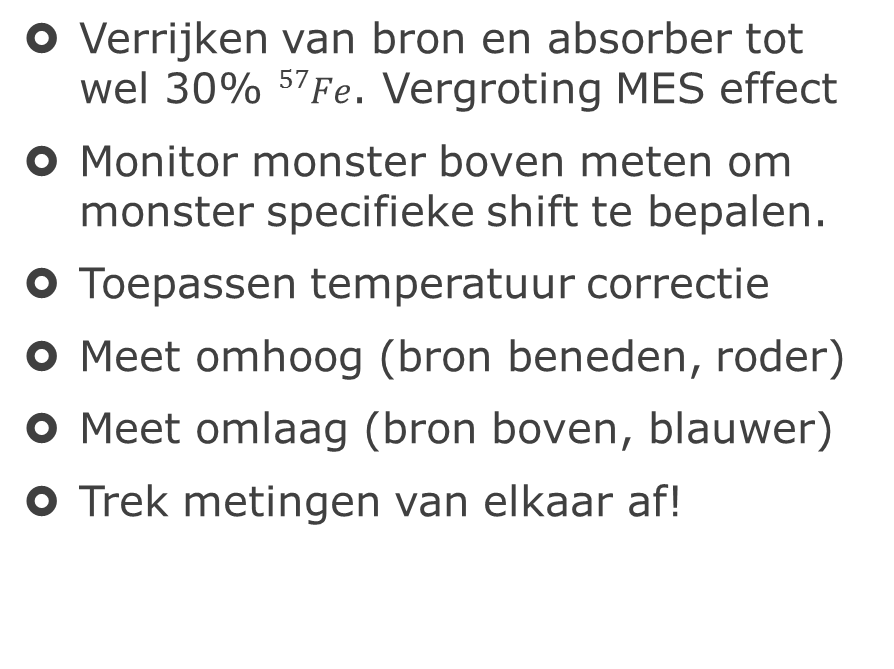 Verrijken van bron en absorber tot
wel 30% ⁵⁷Fe. Vergroting MES effect
Monitor monster boven meten om
monster specifieke shift te bepalen.
Toepassen temperatuur correctie
Meet omhoog (bron beneden, roder)
Meet omlaag (bron boven, blauwer)
Trek metingen van elkaar af!